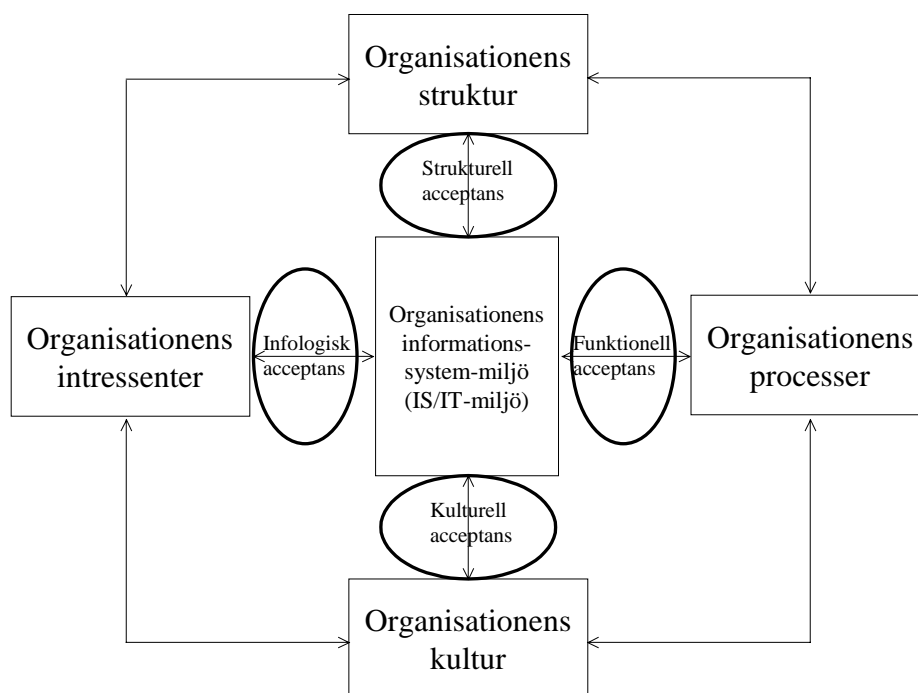 Organisationens
struktur
Strukturell
acceptans
Organisationens
intressenter
Infologisk
acceptans
Organisationens
informations-
system-miljö
(IS/IT-miljö)
Funktionell
acceptans
Organisationens
processer
Kulturell
acceptans
Organisationens
kultur